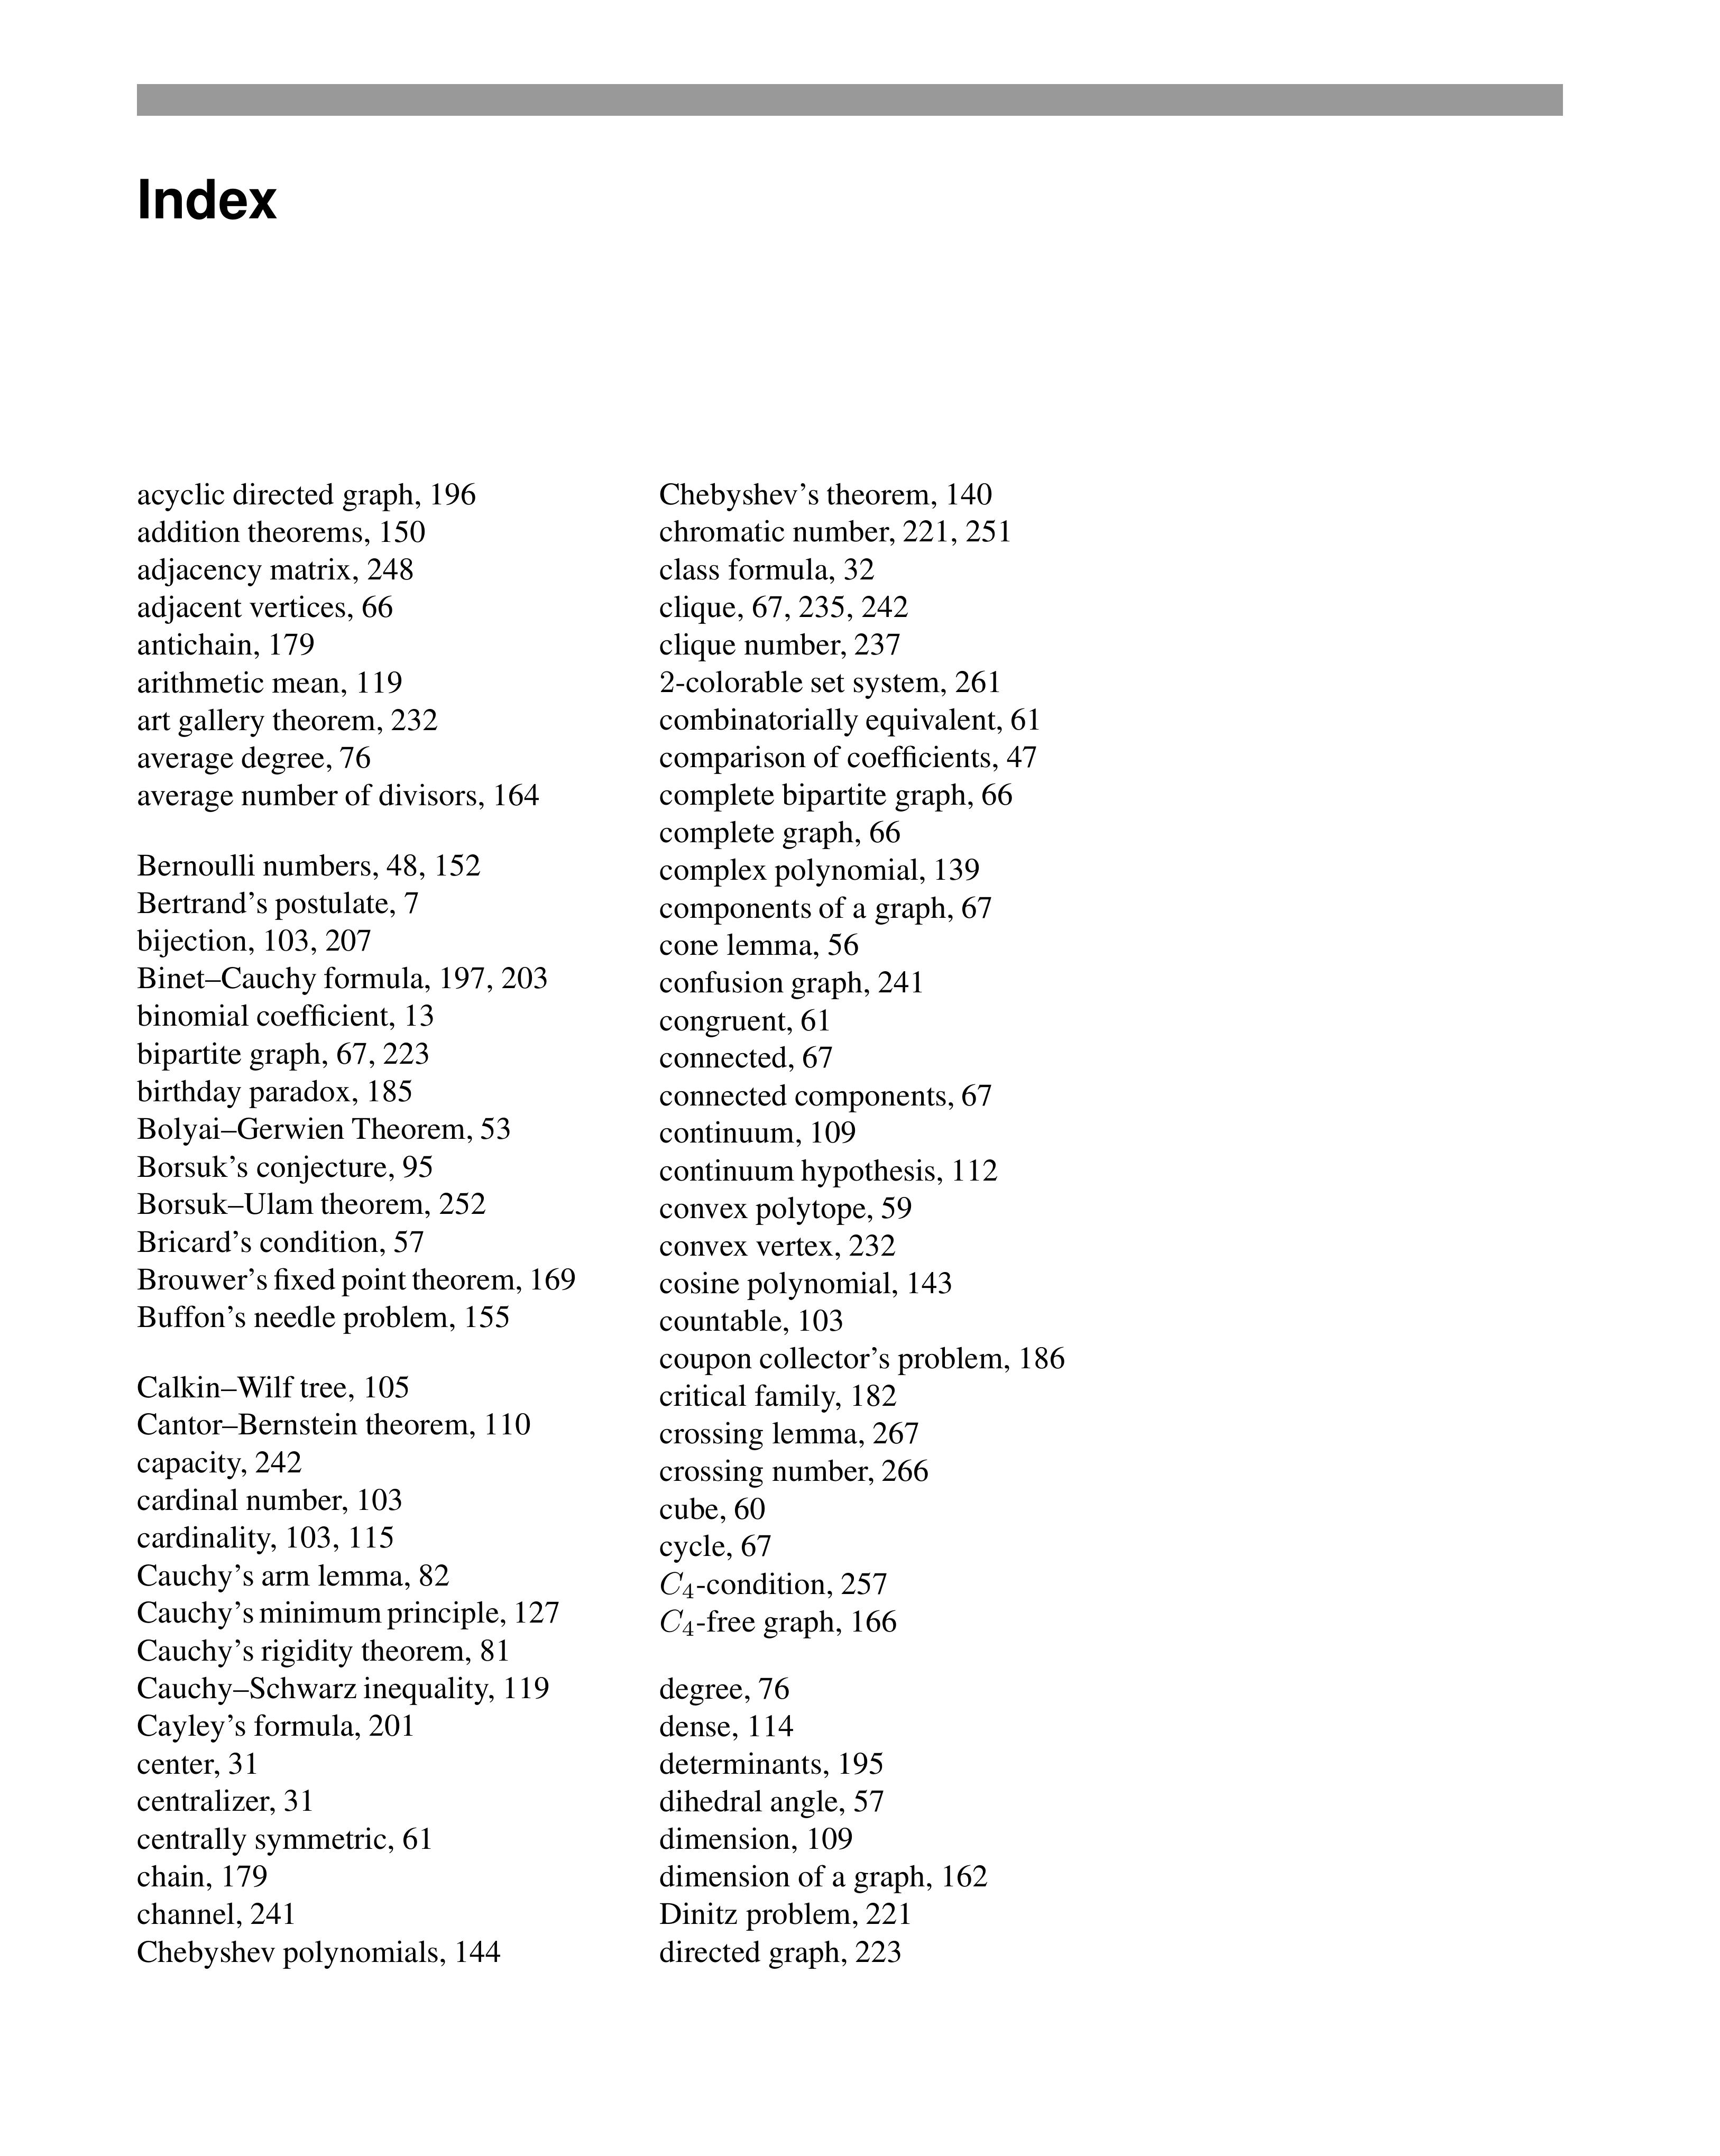 Index
acyclic directed graph, 196
addition theorems, 150
adjacency matrix, 248
adjacent vertices, 66
antichain, 179
arithmetic mean, 119
art gallery theorem, 232
average degree, 76
average number of divisors, 164
Bernoulli numbers, 48, 152
Bertrand’s postulate, 7
bijection, 103, 207
Binet–Cauchy formula, 197, 203
binomial coefficient, 13
bipartite graph, 67, 223
birthday paradox, 185
Bolyai–Gerwien Theorem, 53
Borsuk’s conjecture, 95
Borsuk–Ulam theorem, 252
Bricard’s condition, 57
Brouwer’s fixed point theorem, 169
Buffon’s needle problem, 155
Calkin–Wilf tree, 105
Cantor–Bernstein theorem, 110
capacity, 242
cardinal number, 103
cardinality, 103, 115
Cauchy’s arm lemma, 82
Cauchy’s minimum principle, 127
Cauchy’s rigidity theorem, 81
Cauchy–Schwarz inequality, 119
Cayley’s formula, 201
center, 31
centralizer, 31
centrally symmetric, 61
chain, 179
channel, 241
Chebyshev polynomials, 144
Chebyshev’s theorem, 140
chromatic number, 221, 251
class formula, 32
clique, 67, 235, 242
clique number, 237
2-colorable set system, 261
combinatorially equivalent, 61
comparison of coefficients, 47
complete bipartite graph, 66
complete graph, 66
complex polynomial, 139
components of a graph, 67
cone lemma, 56
confusion graph, 241
congruent, 61
connected, 67
connected components, 67
continuum, 109
continuum hypothesis, 112
convex polytope, 59
convex vertex, 232
cosine polynomial, 143
countable, 103
coupon collector’s problem, 186
critical family, 182
crossing lemma, 267
crossing number, 266
cube, 60
cycle, 67
C₄-condition, 257
C₄-free graph, 166
degree, 76
dense, 114
determinants, 195
dihedral angle, 57
dimension, 109
dimension of a graph, 162
Dinitz problem, 221
directed graph, 223